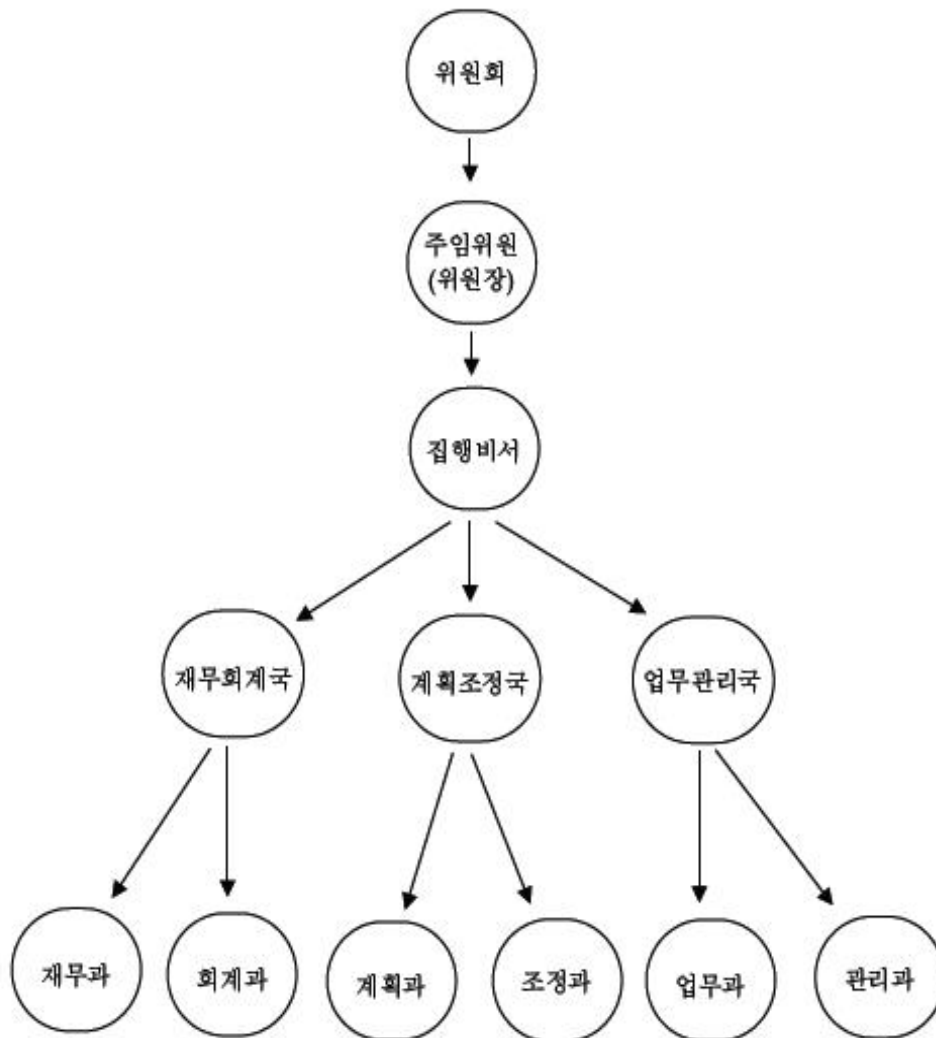 위원회
주임위원
(위원장)
집행비서
재무회계국
계획조정국
업무관리국
재무과
회계과
계획과
조정과
업무과
관리과